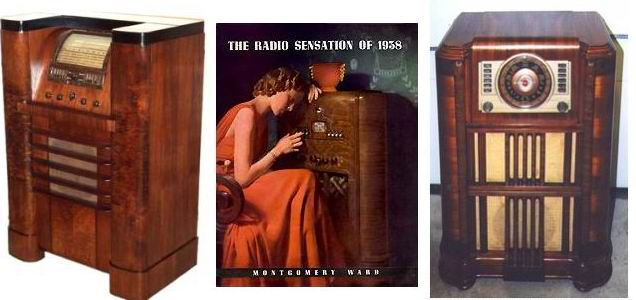 THE RADIO SENSATION OF 1938
MONTGOMERY WARD